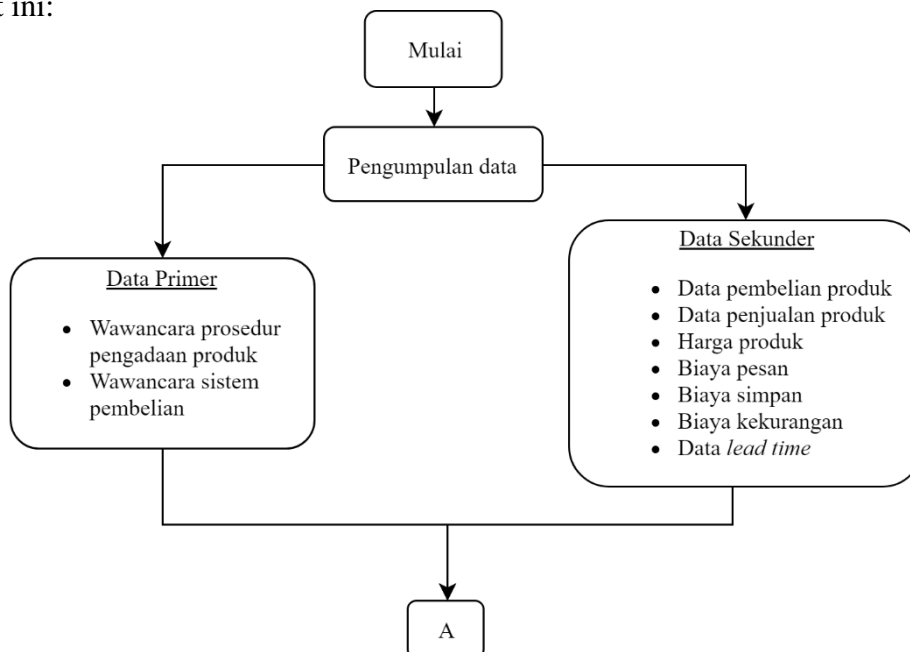 t ini:
Mulai
Pengumpulan data
Data Primer
• Wawancara prosedur
pengadaan produk
• Wawancara sistem
pembelian
Data Sekunder
• Data pembelian produk
• Data penjualan produk
• Harga produk
• Biaya pesan
• Biaya simpan
• Biaya kekurangan
• Data lead time
A